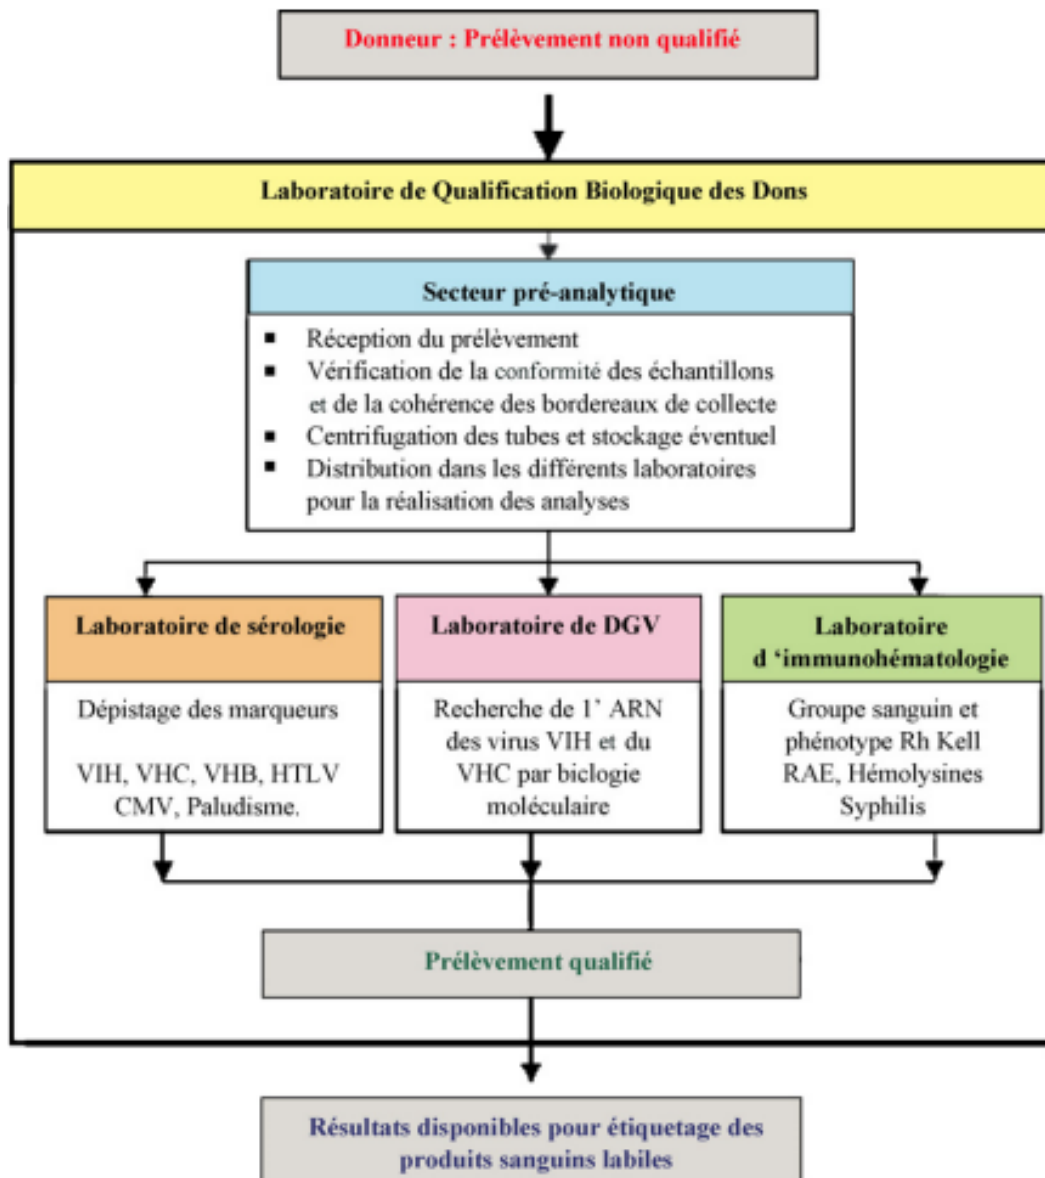 Donneur : Prélèvement non qualifié
Laboratoire de Qualification Biologique des Dons
Secteur pré-analytique
▪ Réception du prélèvement
▪ Vérification de la conformité des échantillons
et de la cohérence des bordereaux de collecte
▪ Centrifugation des tubes et stockage éventuel
▪ Distribution dans les différents laboratoires
pour la réalisation des analyses
Laboratoire de sérologie
Dépistage des marqueurs
VIH, VHC, VHB, HTLV
CMV, Paludisme.
Laboratoire de DGV
Recherche de 1’ ARN
des virus VIH et du
VHC par biclogie
moléculaire
Laboratoire
d ‘immunohématologie
Groupe sanguin et
phénotype Rh Kell
RAE, Hémolysines
Syphilis
Prélèvement qualifié
Résultats disponibles pour étiquetage des
produits sanguins labiles